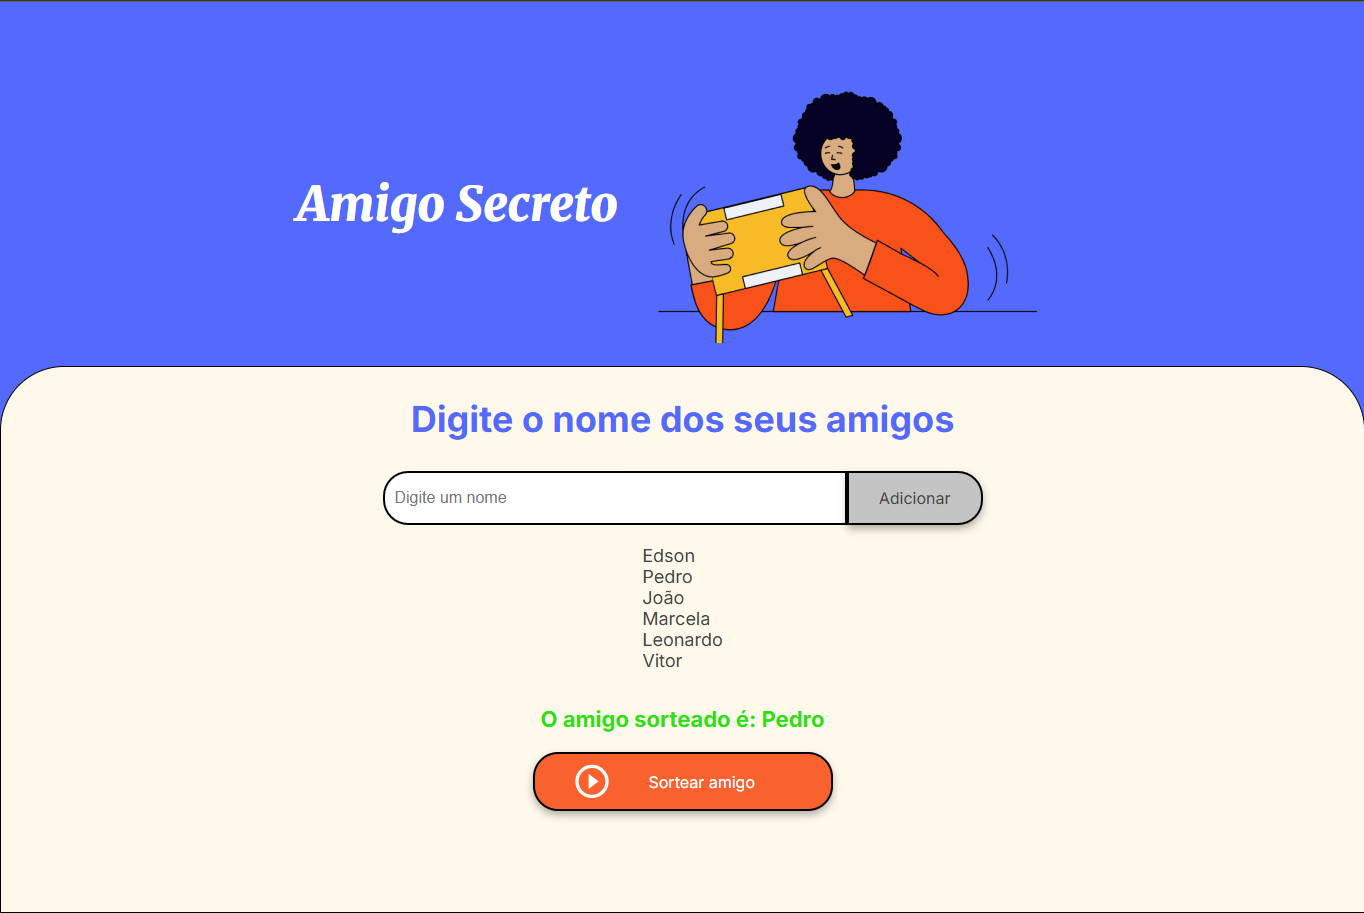 Amigo Secreto
Digite o nome dos seus amigos
Digite um nome
Adicionar
Edson
Pedro
João
Marcela
Leonardo
Vitor
O amigo sorteado é: Pedro
Sortear amigo